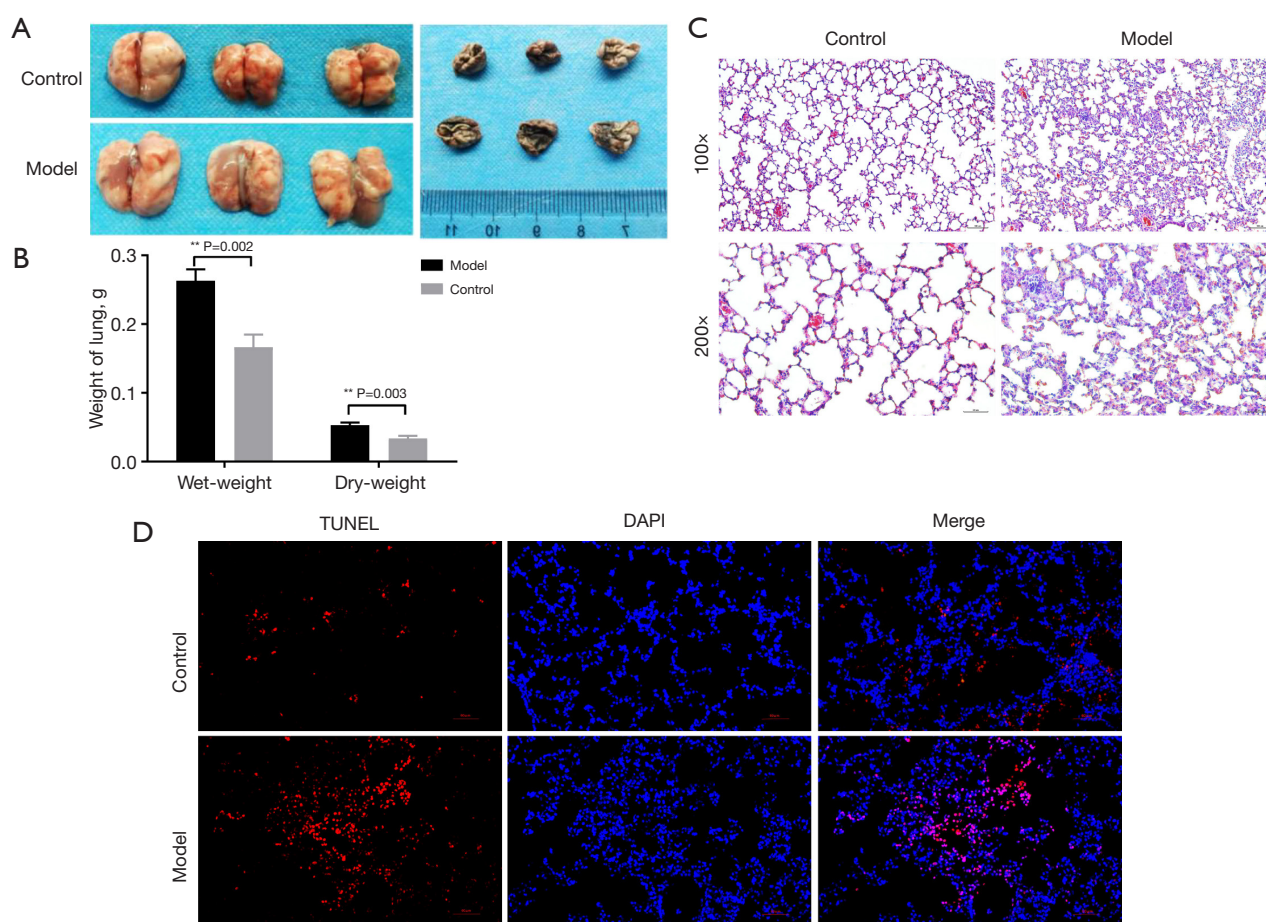 A
Control
Model
11 10 9 8 7
B
Weight of lung, g
0.3
0.2
0.1
0.0
** P=0.002
** P=0.003
Wet-weight
Dry-weight
Model
Control
C
Control
Model
100×
200×
D
TUNEL
DAPI
Merge
Control
Model